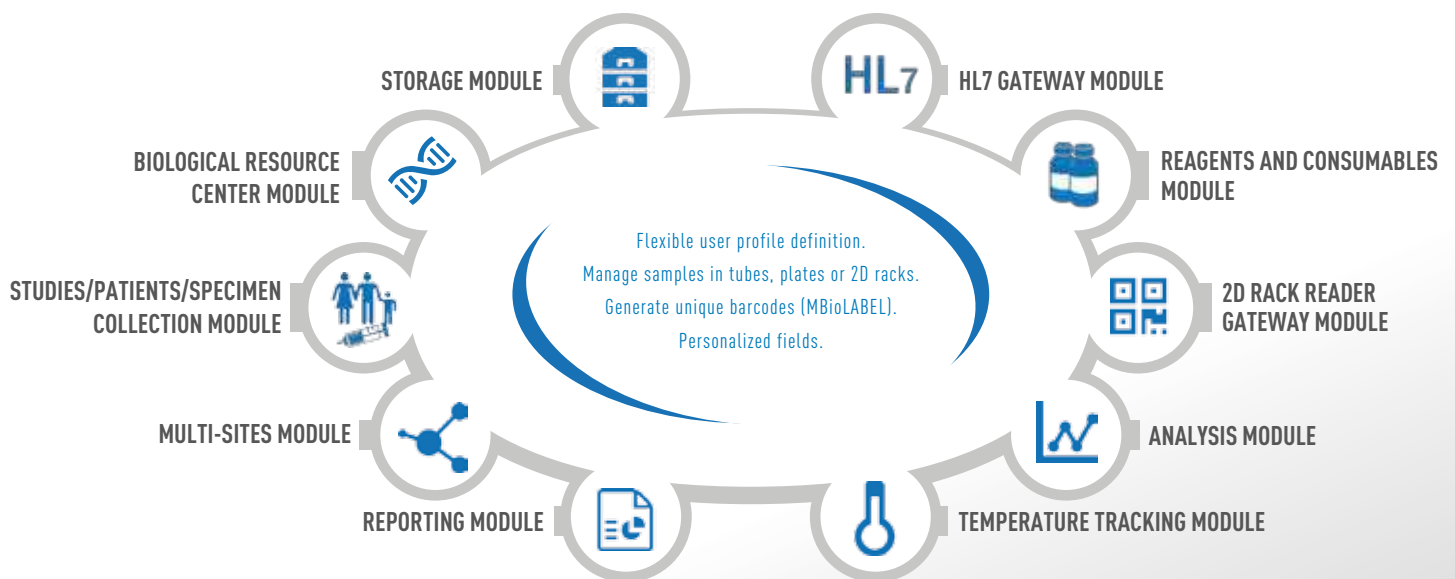 STORAGE MODULE
HL7
HL7 GATEWAY MODULE
BIOLOGICAL RESOURCE
CENTER MODULE
REAGENTS AND CONSUMABLES
MODULE
Flexible user profile definition.
Manage samples in tubes, plates or 2D racks.
Generate unique barcodes (MBioLABEL).
Personalized fields.
STUDIES/PATIENTS/SPECIMEN
COLLECTION MODULE
2D RACK READER
GATEWAY MODULE
MULTI-SITES MODULE
ANALYSIS MODULE
REPORTING MODULE
TEMPERATURE TRACKING MODULE